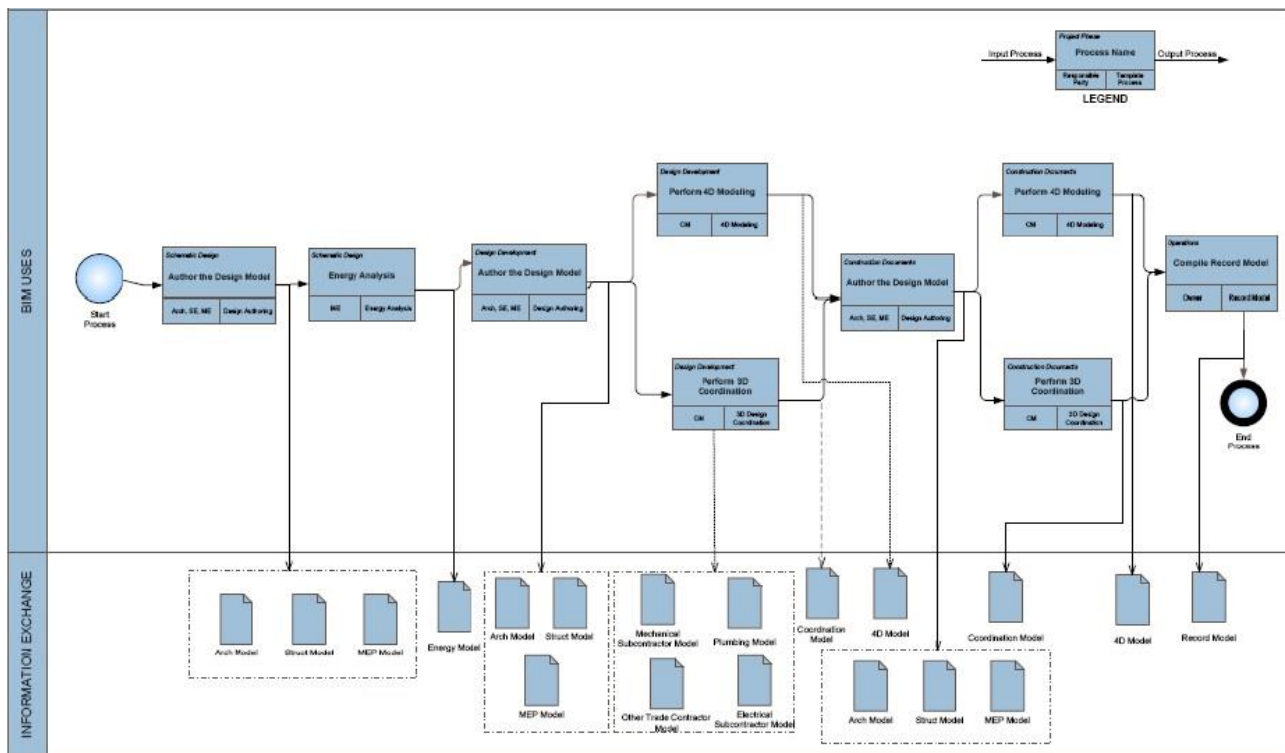 BIM USES
Project Phase
Process Name
Input Process
Output Process
Responsible
Party
Template
Process
LEGEND
Start
Process
Schematic Design
Author the Design Model
Arch, SE, ME
Design Authoring
Schematic Design
Energy Analysis
ME
Energy Analysis
Design Development
Author the Design Model
Arch, SE, ME
Design Authoring
Design Development
Perform 4D Modeling
CM
4D Modeling
Design Development
Perform 3D
Coordination
CM
3D Design
Coordination
Construction Documents
Author the Design Model
Arch, SE, ME
Design Authoring
Construction Documents
Perform 4D Modeling
CM
4D Modeling
Construction Documents
Perform 3D
Coordination
CM
3D Design
Coordination
Operations
Compile Record Model
Owner
Record Model
End
Process
INFORMATION EXCHANGE
Arch Model
Struct Model
MEP Model
Energy Model
Arch Model
Struct Model
MEP Model
Mechanical
Subcontractor Model
Plumbing Model
Other Trade Contractor
Model
Electrical
Subcontractor Model
Coordination
Model
4D Model
Arch Model
Struct Model
MEP Model
Coordination Model
4D Model
Record Model